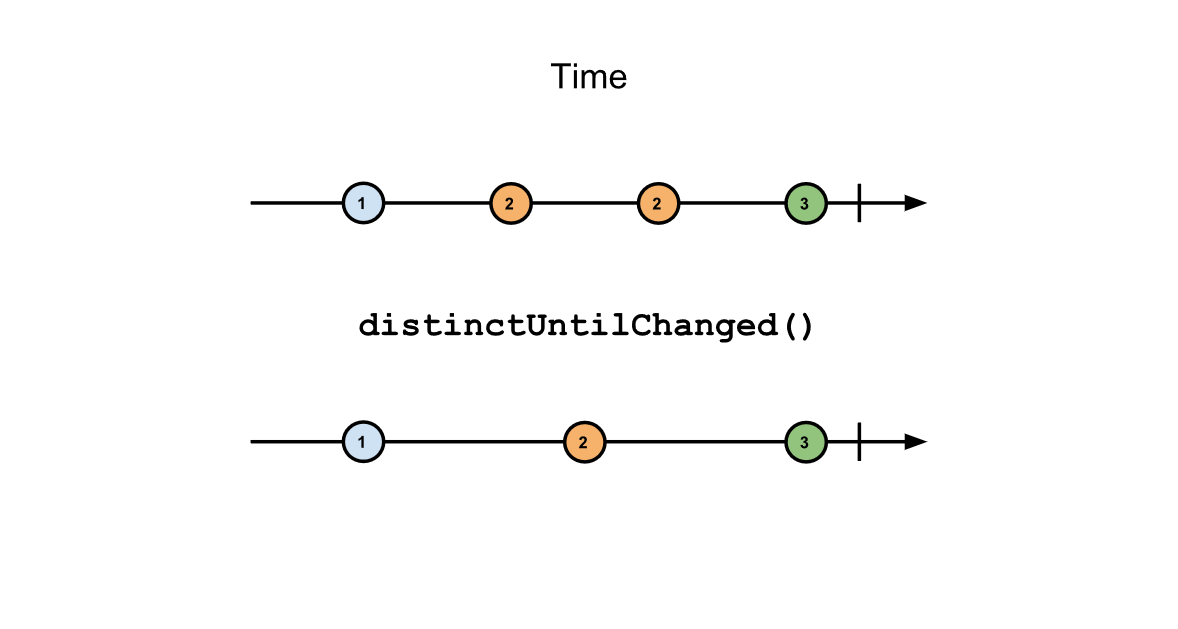 Time
1 2 2 3
distinctUntilChanged()
1 2 3